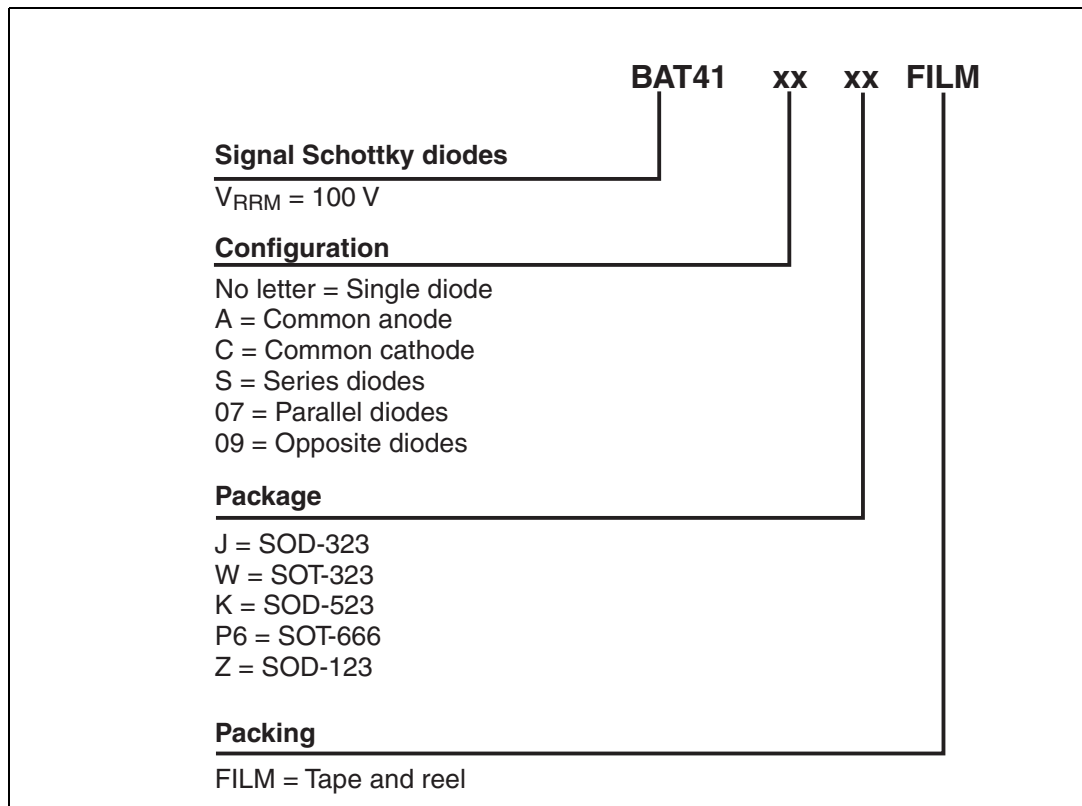 BAT41 xx xx FILM
Signal Schottky diodes
VRRM = 100 V
Configuration
No letter = Single diode
A = Common anode
C = Common cathode
S = Series diodes
07 = Parallel diodes
09 = Opposite diodes
Package
J = SOD-323
W = SOT-323
K = SOD-523
P6 = SOT-666
Z = SOD-123
Packing
FILM = Tape and reel